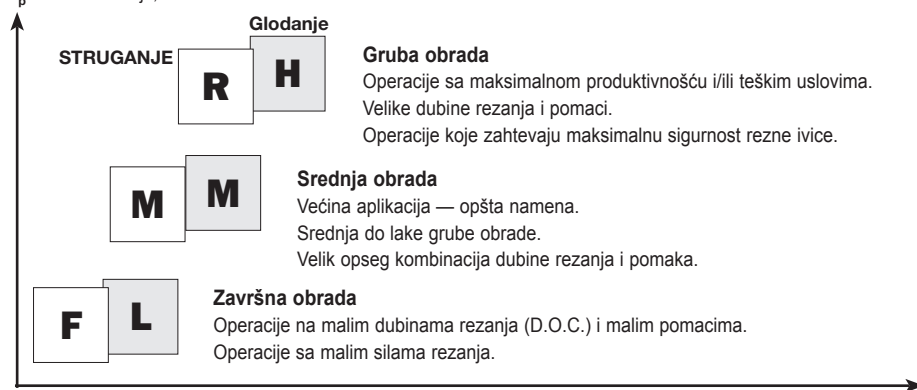 Glodanje
STRUGANJE
R H
Gruba obrada
Operacije sa maksimalnom produktivnošću i/ili teškim uslovima.
Velike dubine rezanja i pomaci.
Operacije koje zahtevaju maksimalnu sigurnost rezne ivice.
M M
Srednja obrada
Većina aplikacija — opšta namena.
Srednja do lake grube obrade.
Velik opseg kombinacija dubine rezanja i pomaka.
F L
Završna obrada
Operacije na malim dubinama rezanja (D.O.C.) i malim pomacima.
Operacije sa malim silama rezanja.